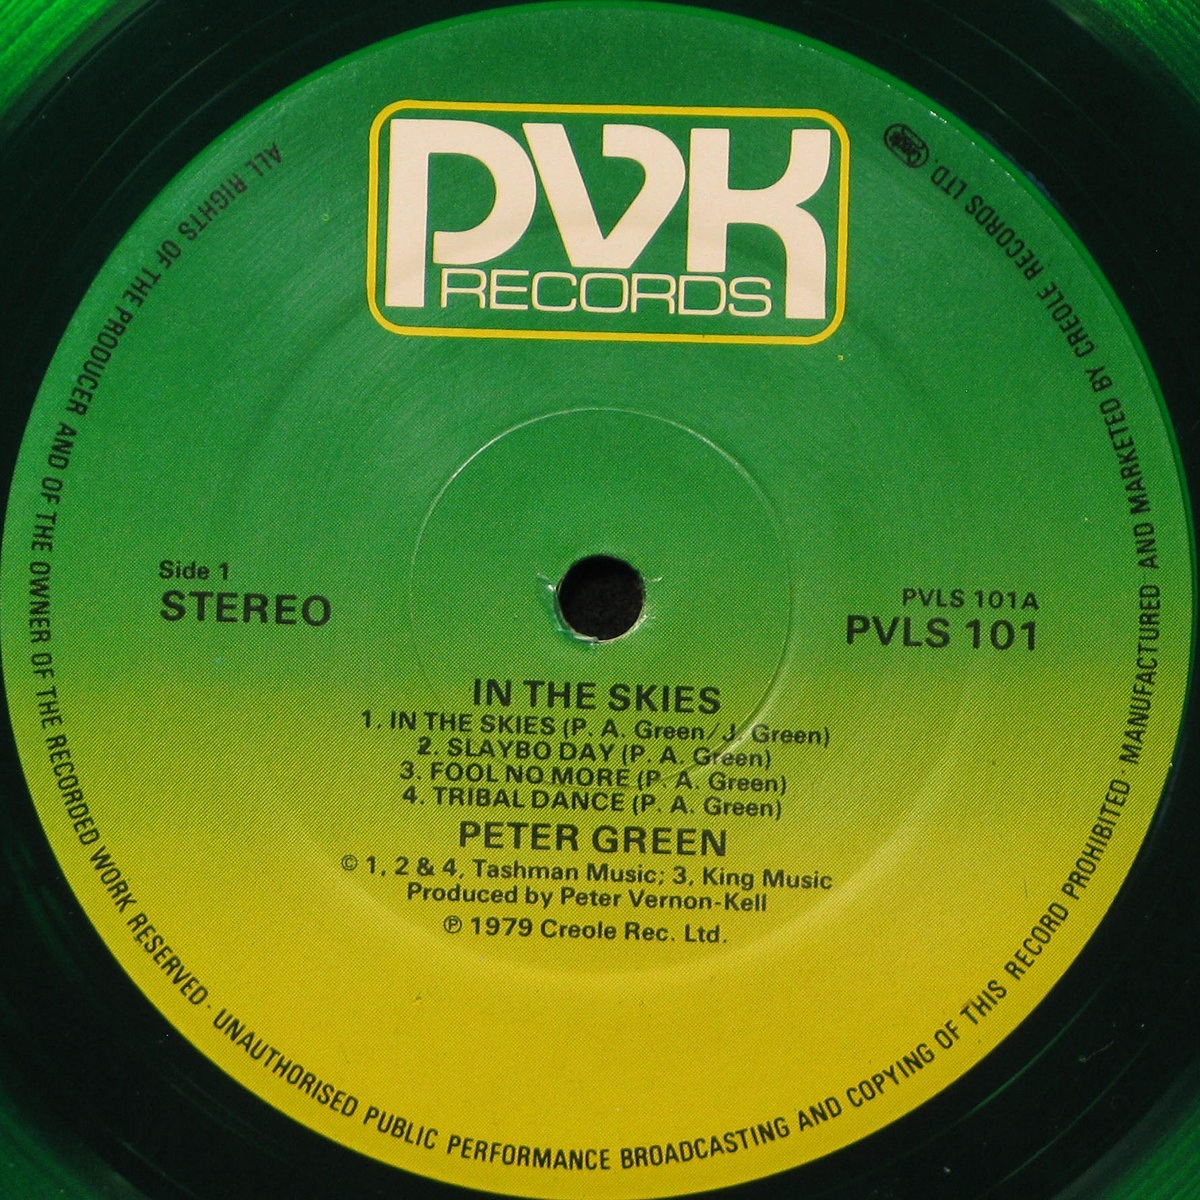 PVK
RECORDS
Side 1
STEREO
PVLS 101A
PVLS 101
IN THE SKIES
1. IN THE SKIES (P. A. Green/J. Green)
2. SLAYBO DAY (P. A. Green)
3. FOOL NO MORE (P. A. Green)
4. TRIBAL DANCE (P. A. Green)
PETER GREEN
© 1, 2 & 4, Tashman Music; 3, King Music
Produced by Peter Vernon-Kell
℗ 1979 Creole Rec. Ltd.
ALL RIGHTS OF THE PRODUCER AND OF THE OWNER OF THE RECORDED WORK RESERVED · UNAUTHORISED PUBLIC PERFORMANCE BROADCASTING AND COPYING OF THIS RECORD PROHIBITED · MANUFACTURED AND MARKETED BY CREOLE RECORDS LTD.
Creole